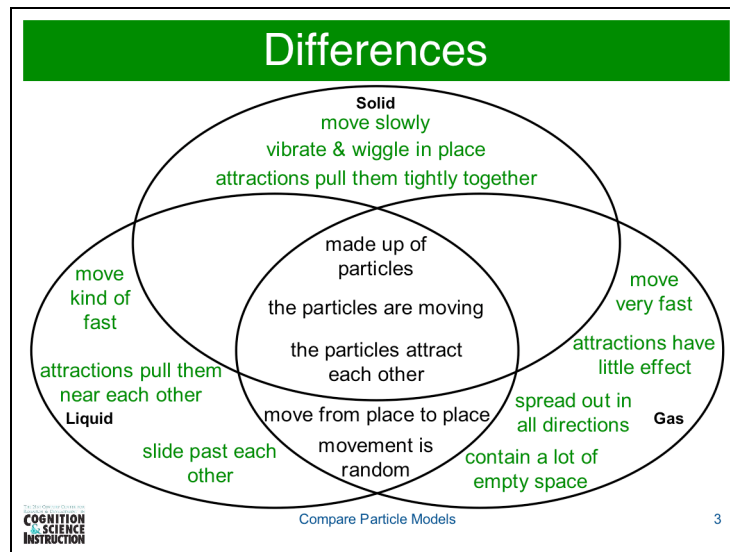 Differences
Solid
move slowly
vibrate & wiggle in place
attractions pull them tightly together
made up of
particles
the particles are moving
the particles attract
each other
move
kind of
fast
attractions pull them
near each other
Liquid
slide past each
other
move
very fast
attractions have
little effect
spread out in
all directions
Gas
contain a lot of
empty space
move from place to place
movement is
random
COGNITION
& SCIENCE
INSTRUCTION
Compare Particle Models
3